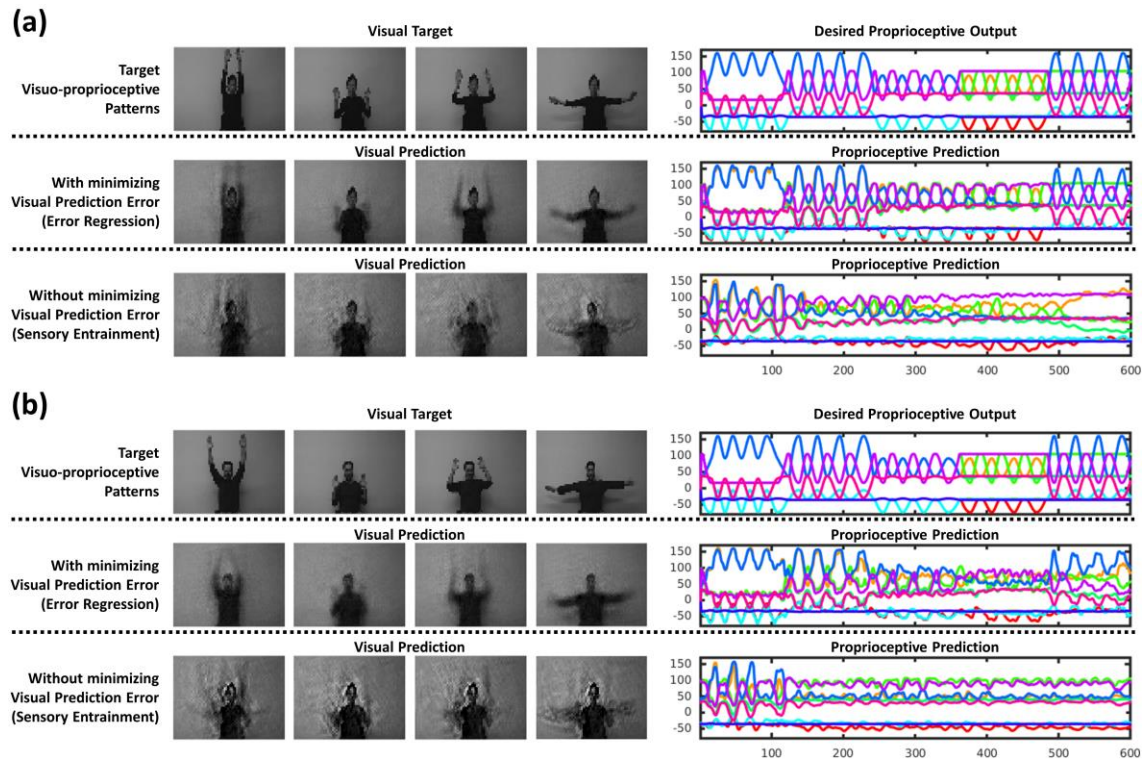 (a)
Visual Target
Desired Proprioceptive Output
Target
Visuo-proprioceptive
Patterns
150
100
50
0
-50
Visual Prediction
Proprioceptive Prediction
With minimizing
Visual Prediction Error
(Error Regression)
150
100
50
0
-50
Visual Prediction
Proprioceptive Prediction
Without minimizing
Visual Prediction Error
(Sensory Entrainment)
150
100
50
0
-50
100 200 300 400 500 600
(b)
Visual Target
Desired Proprioceptive Output
Target
Visuo-proprioceptive
Patterns
150
100
50
0
-50
Visual Prediction
Proprioceptive Prediction
With minimizing
Visual Prediction Error
(Error Regression)
150
100
50
0
-50
Visual Prediction
Proprioceptive Prediction
Without minimizing
Visual Prediction Error
(Sensory Entrainment)
150
100
50
0
-50
100 200 300 400 500 600